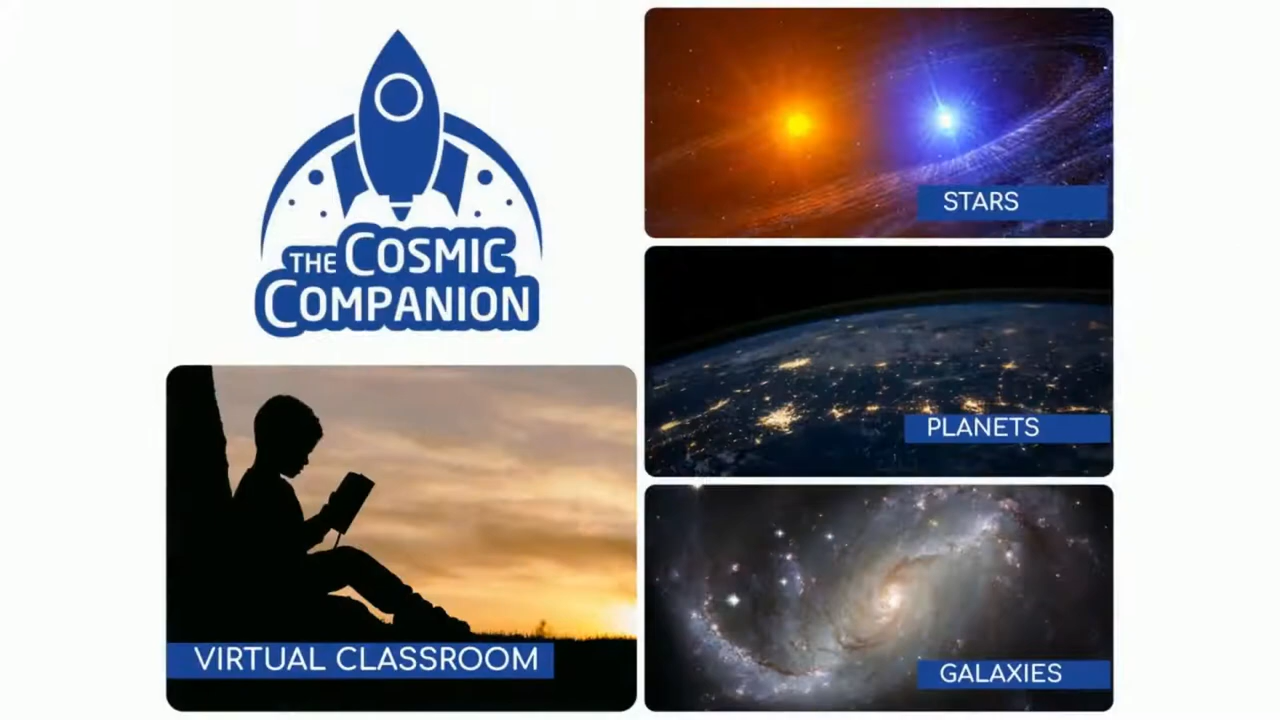 THE COSMIC
COMPANION
VIRTUAL CLASSROOM
STARS
PLANETS
GALAXIES